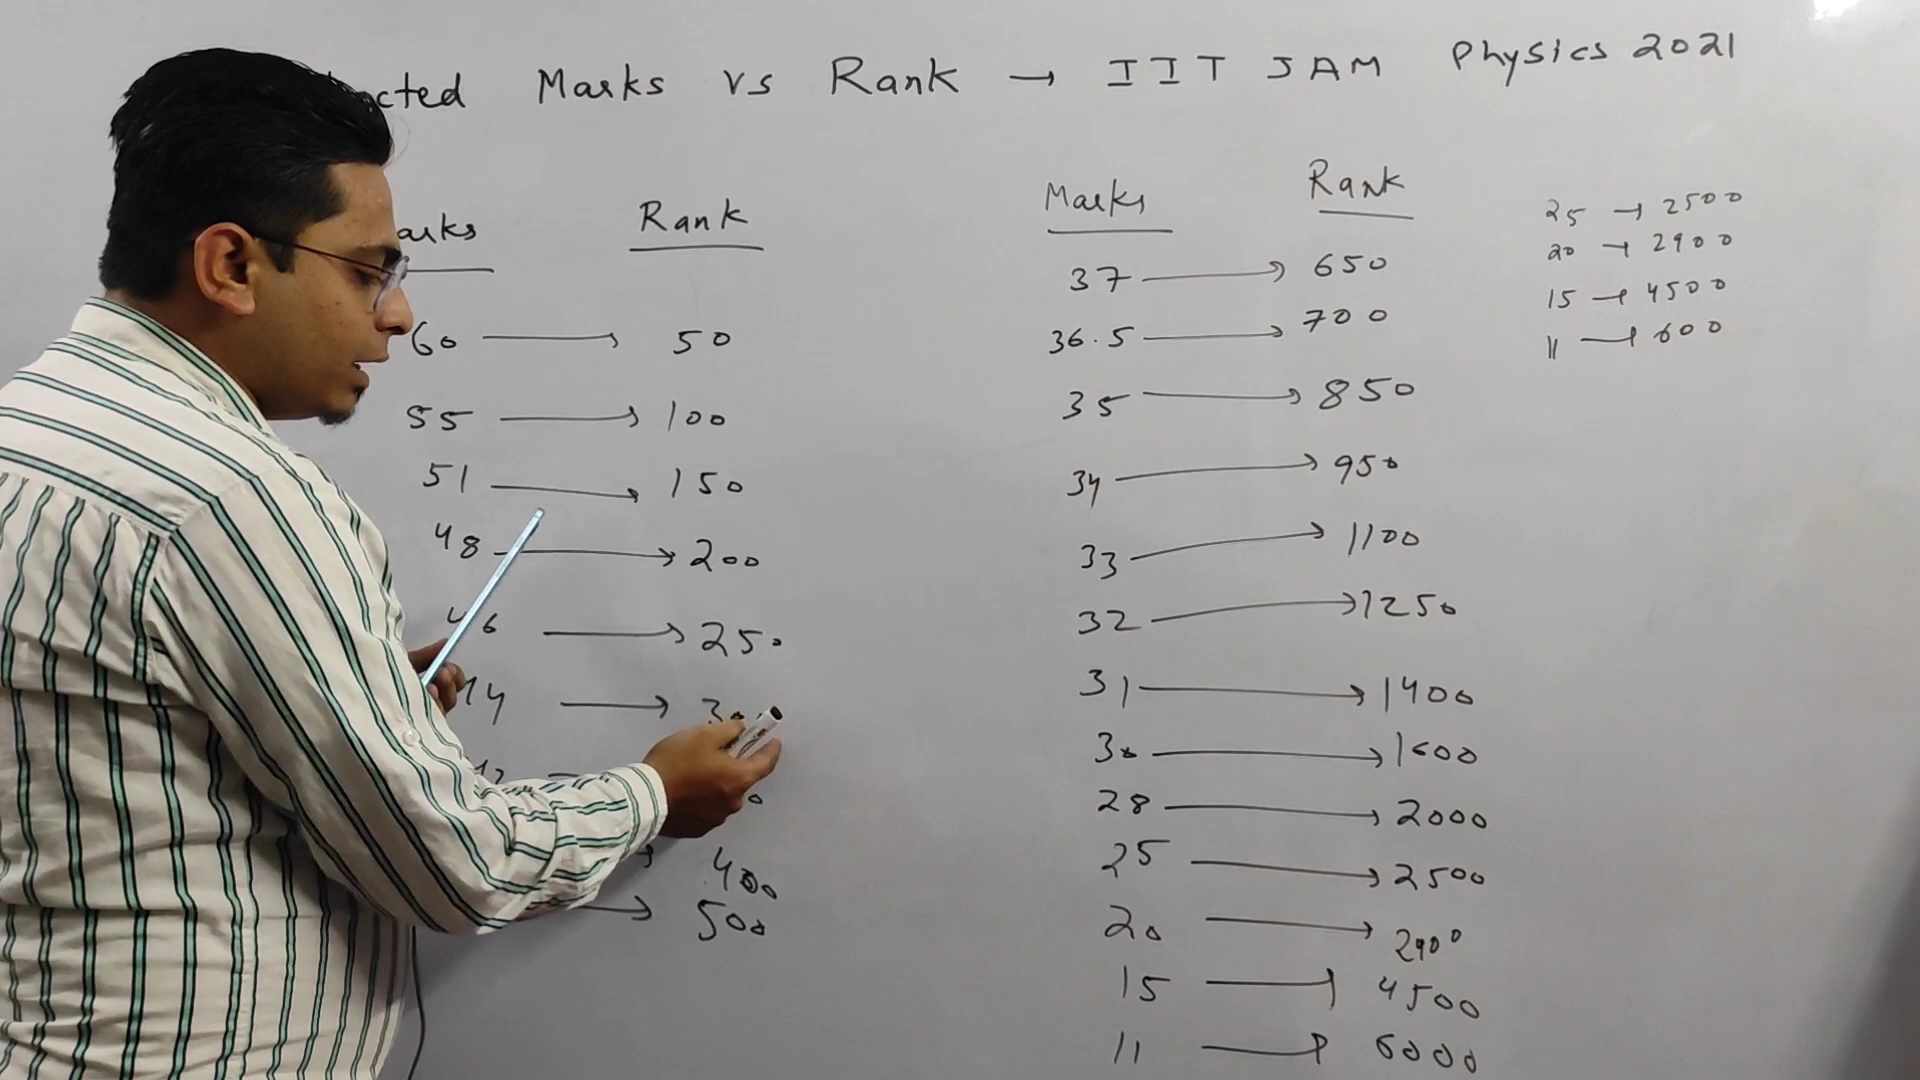 cted Marks vs Rank → IIT JAM Physics 2021
arks Rank
60 → 50
55 → 100
51 → 150
48 → 200
46 → 250
44 →
42
→ 400
→ 500
Marks Rank
37 → 650
36.5 → 700
35 → 850
34 → 950
33 → 1100
32 → 1250
31 → 1400
30 → 1600
28 → 2000
25 → 2500
20 → 2900
15 → 4500
11 → 6000
25 → 2500
20 → 2900
15 → 4500
11 → 600